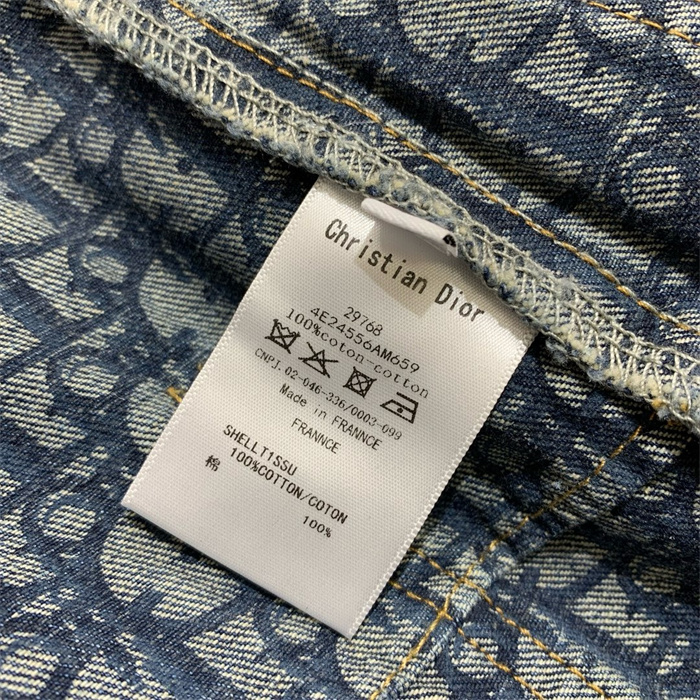 Christian Dior
29768
4E24556AM659
100%coton-cotton
CNPJ.02-046-336/0003-099
Made in FRANNCE
FRANNCE
SHELLT1SSU
100%COTTON/COTON
棉
100%